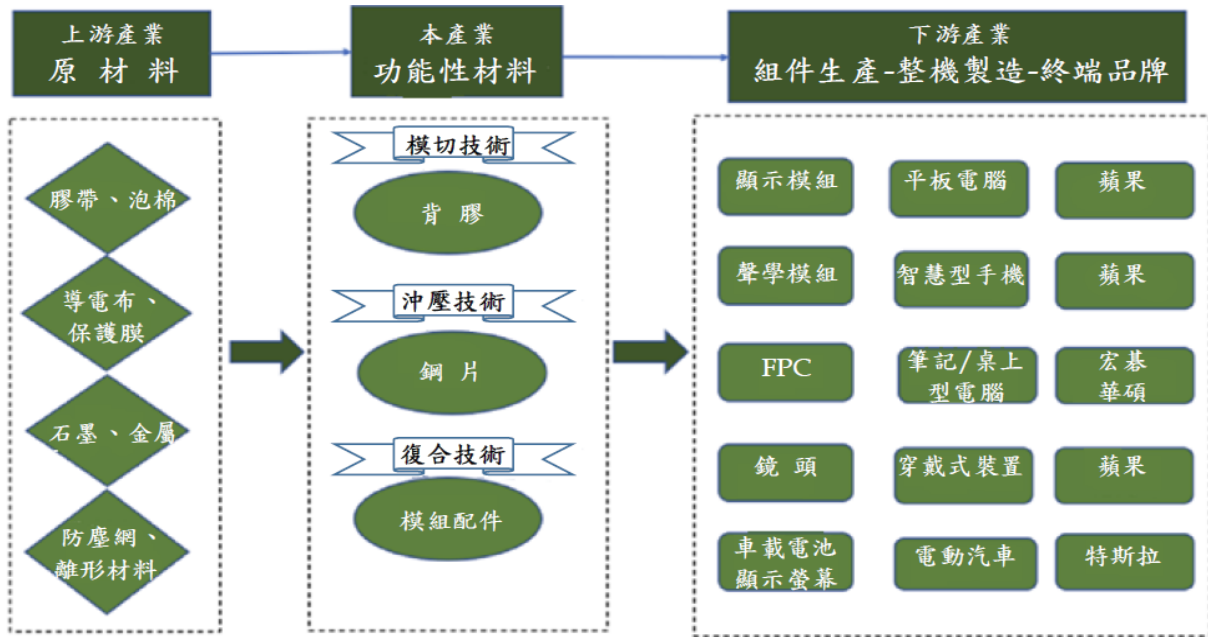 上游產業
原 材 料
本產業
功能性材料
下游產業
組件生產-整機製造-終端品牌
膠帶、泡棉
導電布、
保護膜
石墨、金屬
防塵網、
離形材料
模切技術
背 膠
沖壓技術
鋼 片
復合技術
模組配件
顯示模組
平板電腦
蘋果
聲學模組
智慧型手機
蘋果
FPC
筆記/桌上
型電腦
宏碁
華碩
鏡 頭
穿戴式裝置
蘋果
車載電池
顯示螢幕
電動汽車
特斯拉